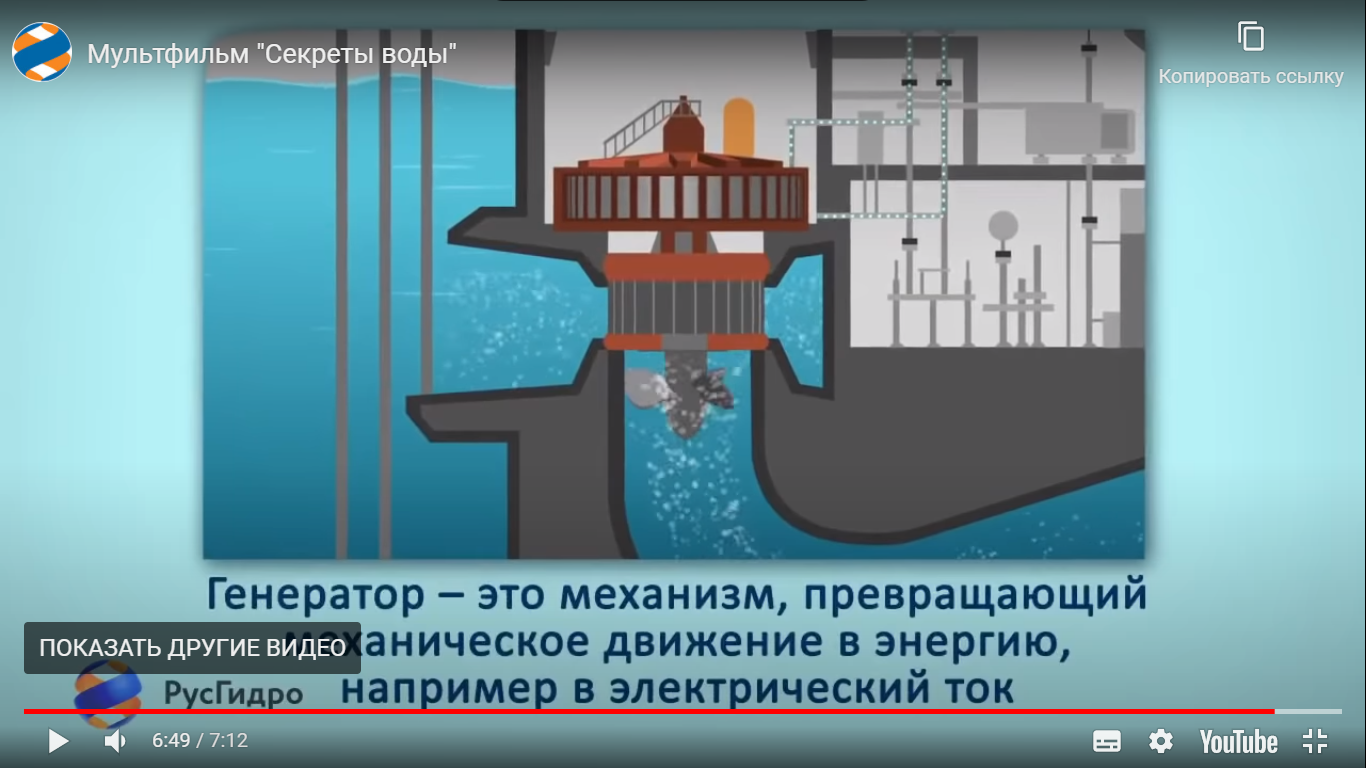 Мультфильм "Секреты воды"
Копировать ссылку
Генератор – это механизм, превращающий
механическое движение в энергию,
например в электрический ток
ПОКАЗАТЬ ДРУГИЕ ВИДЕО
РусГидро
6:49 / 7:12
YouTube